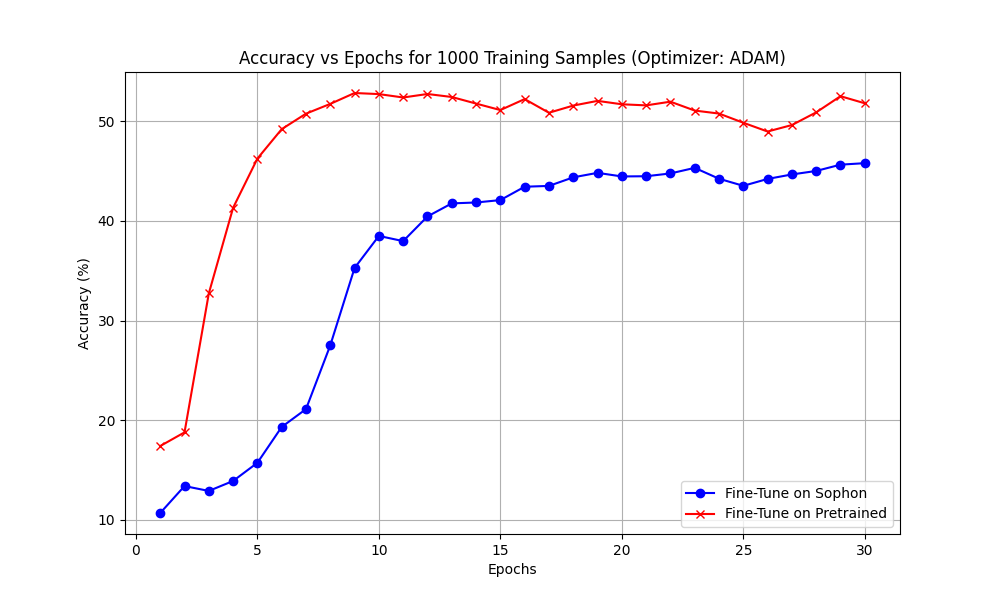 Accuracy vs Epochs for 1000 Training Samples (Optimizer: ADAM)
Accuracy (%)
50
40
30
20
10
0
5
10
15
20
25
30
Epochs
Fine-Tune on Sophon
Fine-Tune on Pretrained